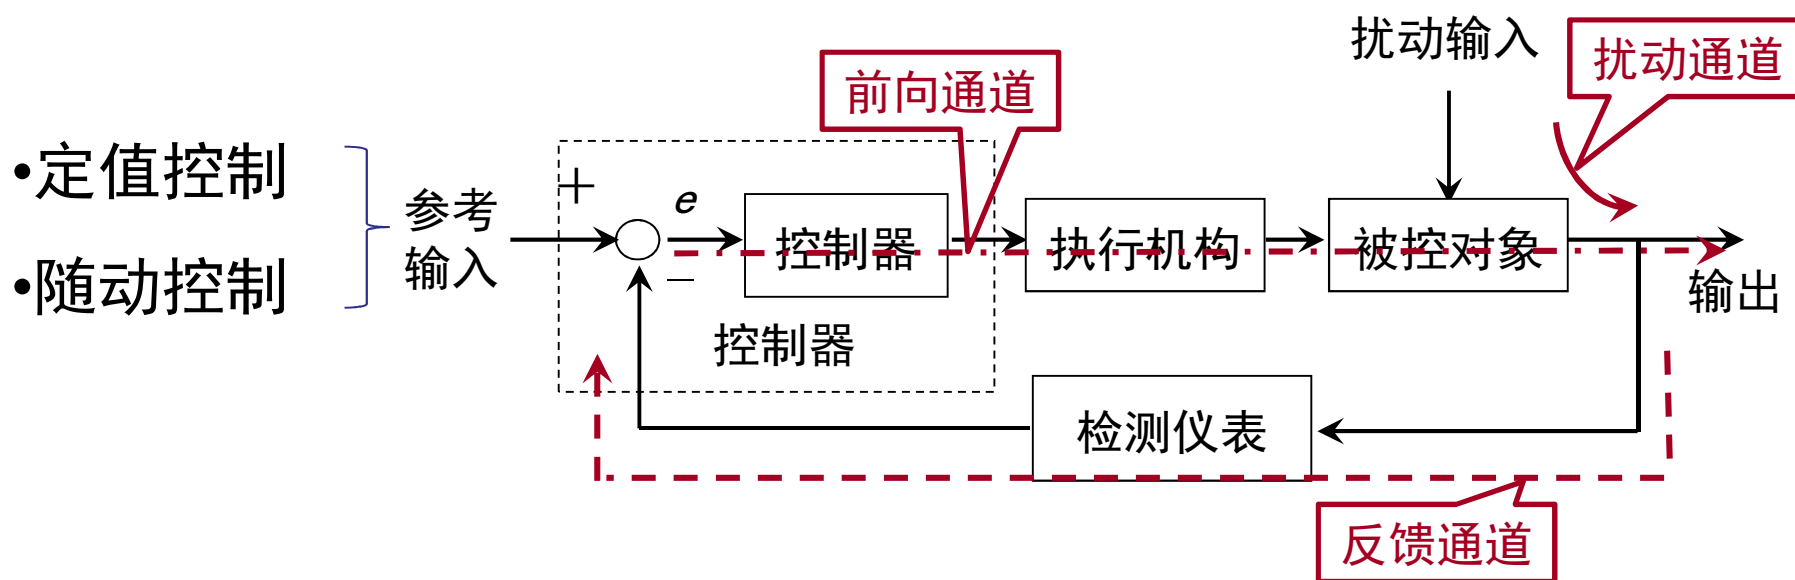 扰动输入
扰动通道
前向通道
•定值控制
•随动控制
参考
输入
+
e
−
控制器
执行机构
被控对象
输出
控制器
检测仪表
反馈通道